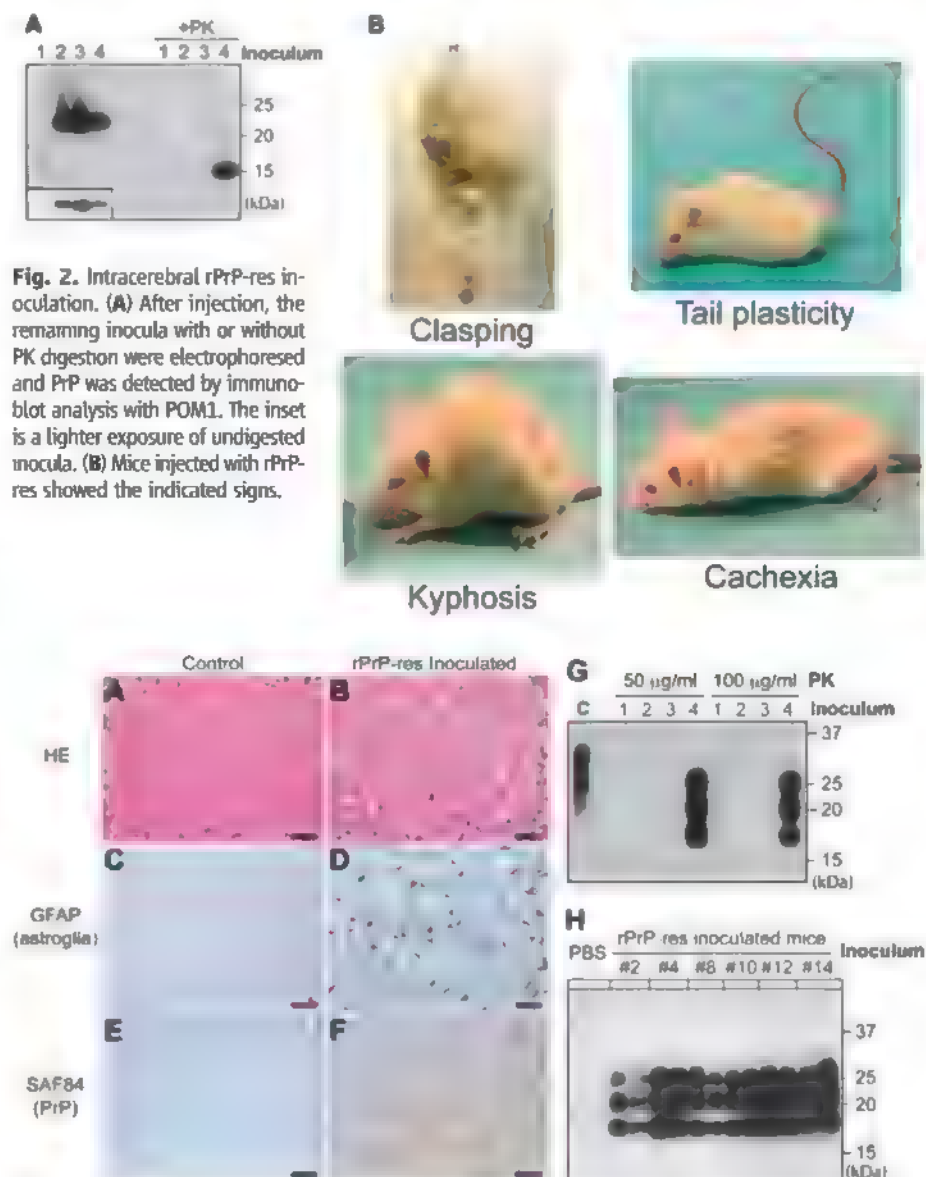 A
+PK
1 2 3 4 1 2 3 4 Inoculum
25
20
15
(kDa)
Fig. 2. Intracerebral rPrP-res in-
oculation. (A) After injection, the
remaining inocula with or without
PK digestion were electrophoresed
and PrP was detected by immuno-
blot analysis with POM1. The inset
is a lighter exposure of undigested
inocula. (B) Mice injected with rPrP-
res showed the indicated signs.
B
Clasping
Tail plasticity
Kyphosis
Cachexia
Control rPrP-res Inoculated
A B
HE
C D
GFAP
(astroglia)
E F
SAF84
(PrP)
G
50 µg/ml 100 µg/ml PK
C 1 2 3 4 1 2 3 4 Inoculum
37
25
20
15
(kDa)
H
rPrP-res inoculated mice
PBS #2 #4 #8 #10 #12 #14 Inoculum
37
25
20
15
(kDa)